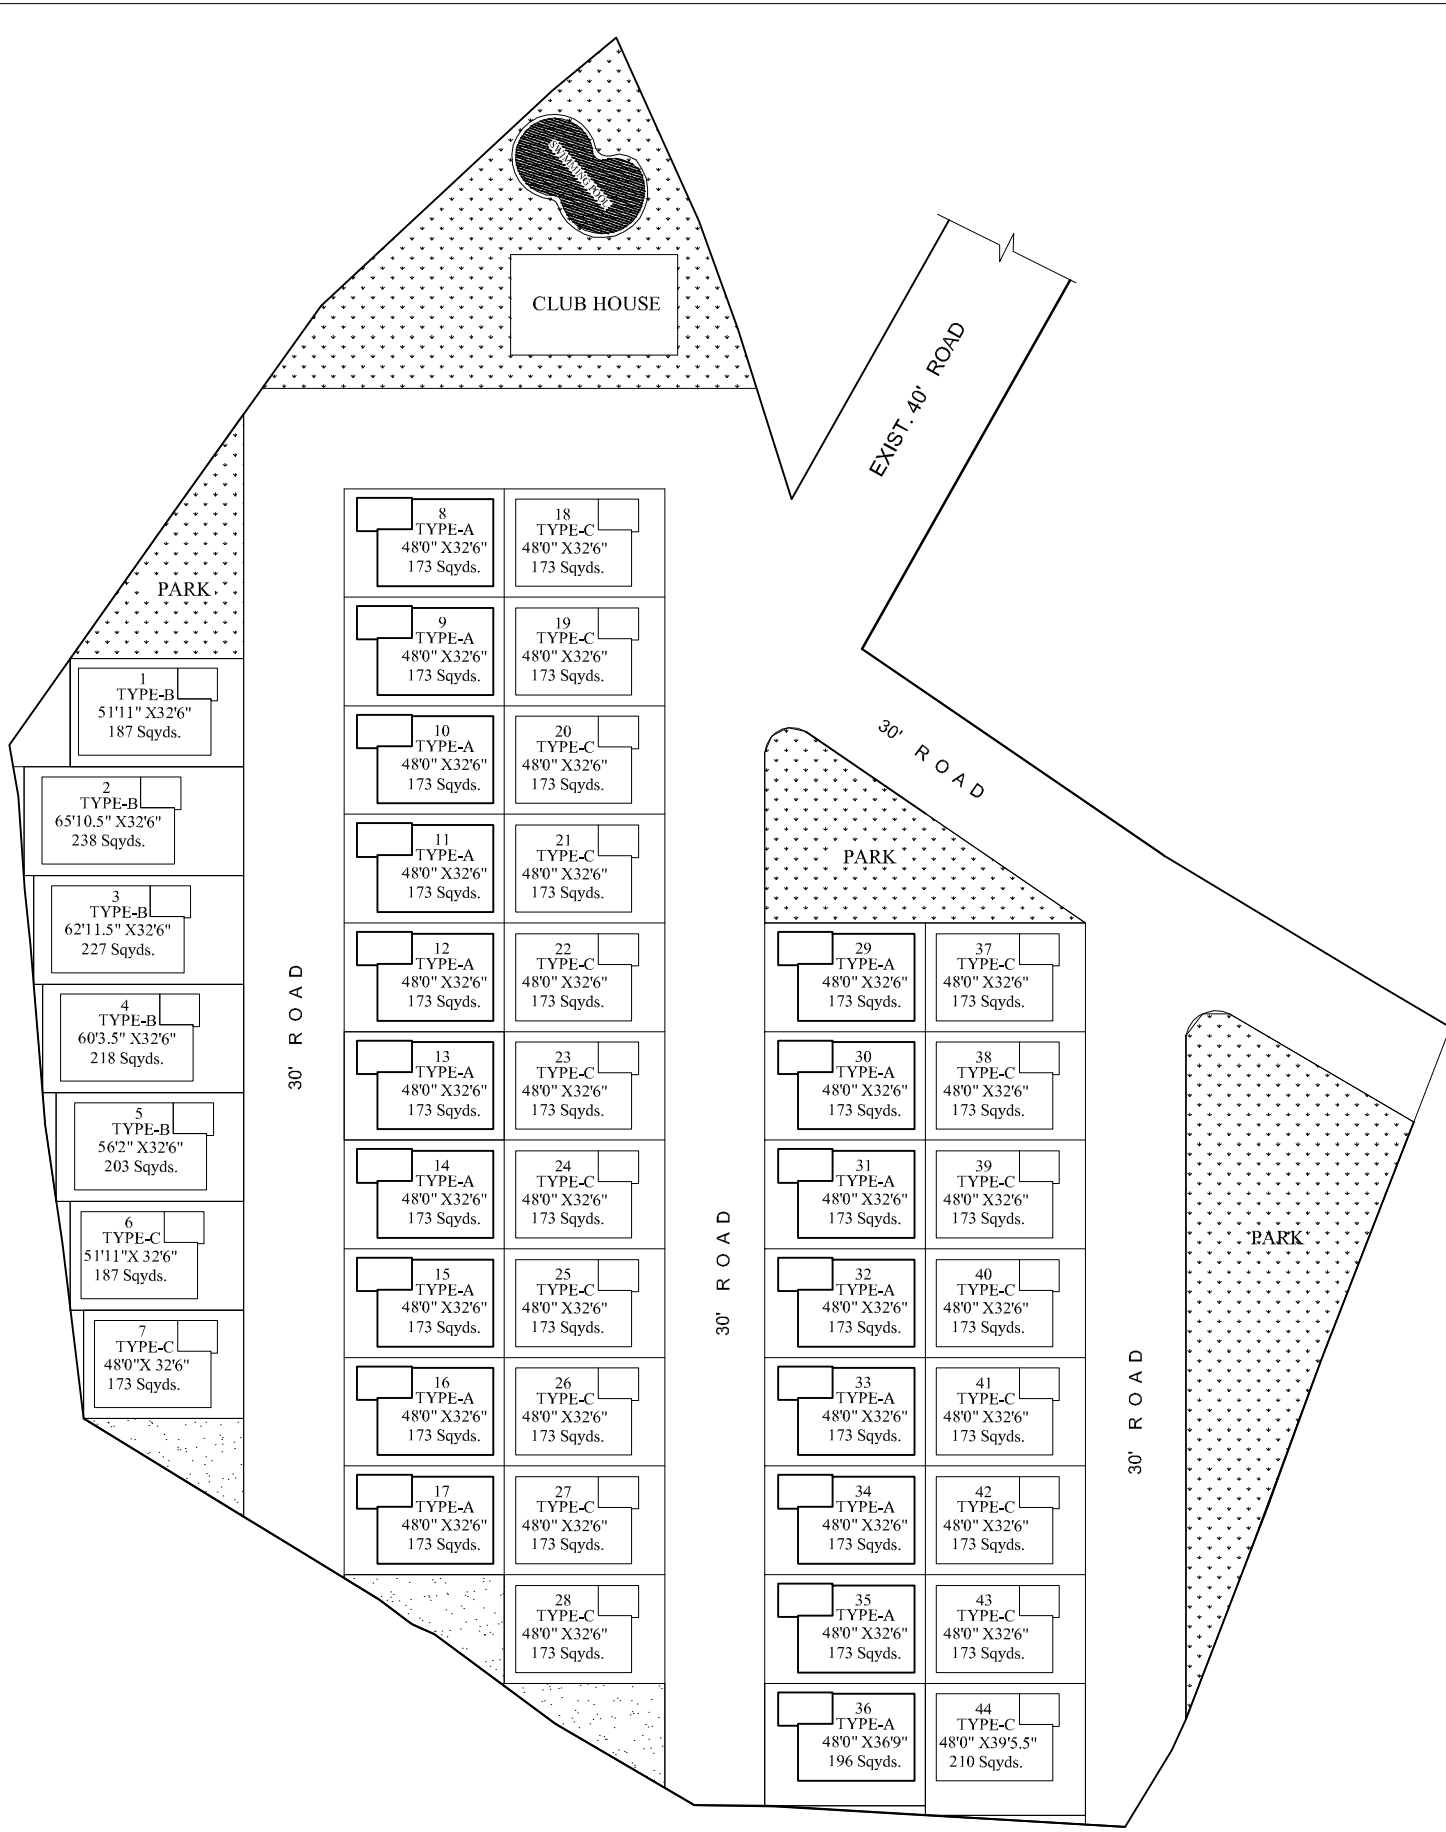 SWIMMING POOL
CLUB HOUSE
EXIST. 40' ROAD
PARK
1
TYPE-B
51'11" X32'6"
187 Sqyds.
2
TYPE-B
65'10.5" X32'6"
238 Sqyds.
3
TYPE-B
62'11.5" X32'6"
227 Sqyds.
4
TYPE-B
60'3.5" X32'6"
218 Sqyds.
5
TYPE-B
56'2" X32'6"
203 Sqyds.
6
TYPE-C
51'11"X 32'6"
187 Sqyds.
7
TYPE-C
48'0"X 32'6"
173 Sqyds.
30' ROAD
8
TYPE-A
48'0" X32'6"
173 Sqyds.
9
TYPE-A
48'0" X32'6"
173 Sqyds.
10
TYPE-A
48'0" X32'6"
173 Sqyds.
11
TYPE-A
48'0" X32'6"
173 Sqyds.
12
TYPE-A
48'0" X32'6"
173 Sqyds.
13
TYPE-A
48'0" X32'6"
173 Sqyds.
14
TYPE-A
48'0" X32'6"
173 Sqyds.
15
TYPE-A
48'0" X32'6"
173 Sqyds.
16
TYPE-A
48'0" X32'6"
173 Sqyds.
17
TYPE-A
48'0" X32'6"
173 Sqyds.
18
TYPE-C
48'0" X32'6"
173 Sqyds.
19
TYPE-C
48'0" X32'6"
173 Sqyds.
20
TYPE-C
48'0" X32'6"
173 Sqyds.
21
TYPE-C
48'0" X32'6"
173 Sqyds.
22
TYPE-C
48'0" X32'6"
173 Sqyds.
23
TYPE-C
48'0" X32'6"
173 Sqyds.
24
TYPE-C
48'0" X32'6"
173 Sqyds.
25
TYPE-C
48'0" X32'6"
173 Sqyds.
26
TYPE-C
48'0" X32'6"
173 Sqyds.
27
TYPE-C
48'0" X32'6"
173 Sqyds.
28
TYPE-C
48'0" X32'6"
173 Sqyds.
30' ROAD
30' ROAD
PARK
29
TYPE-A
48'0" X32'6"
173 Sqyds.
30
TYPE-A
48'0" X32'6"
173 Sqyds.
31
TYPE-A
48'0" X32'6"
173 Sqyds.
32
TYPE-A
48'0" X32'6"
173 Sqyds.
33
TYPE-A
48'0" X32'6"
173 Sqyds.
34
TYPE-A
48'0" X32'6"
173 Sqyds.
35
TYPE-A
48'0" X32'6"
173 Sqyds.
36
TYPE-A
48'0" X36'9"
196 Sqyds.
37
TYPE-C
48'0" X32'6"
173 Sqyds.
38
TYPE-C
48'0" X32'6"
173 Sqyds.
39
TYPE-C
48'0" X32'6"
173 Sqyds.
40
TYPE-C
48'0" X32'6"
173 Sqyds.
41
TYPE-C
48'0" X32'6"
173 Sqyds.
42
TYPE-C
48'0" X32'6"
173 Sqyds.
43
TYPE-C
48'0" X32'6"
173 Sqyds.
44
TYPE-C
48'0" X39'5.5"
210 Sqyds.
30' ROAD
PARK